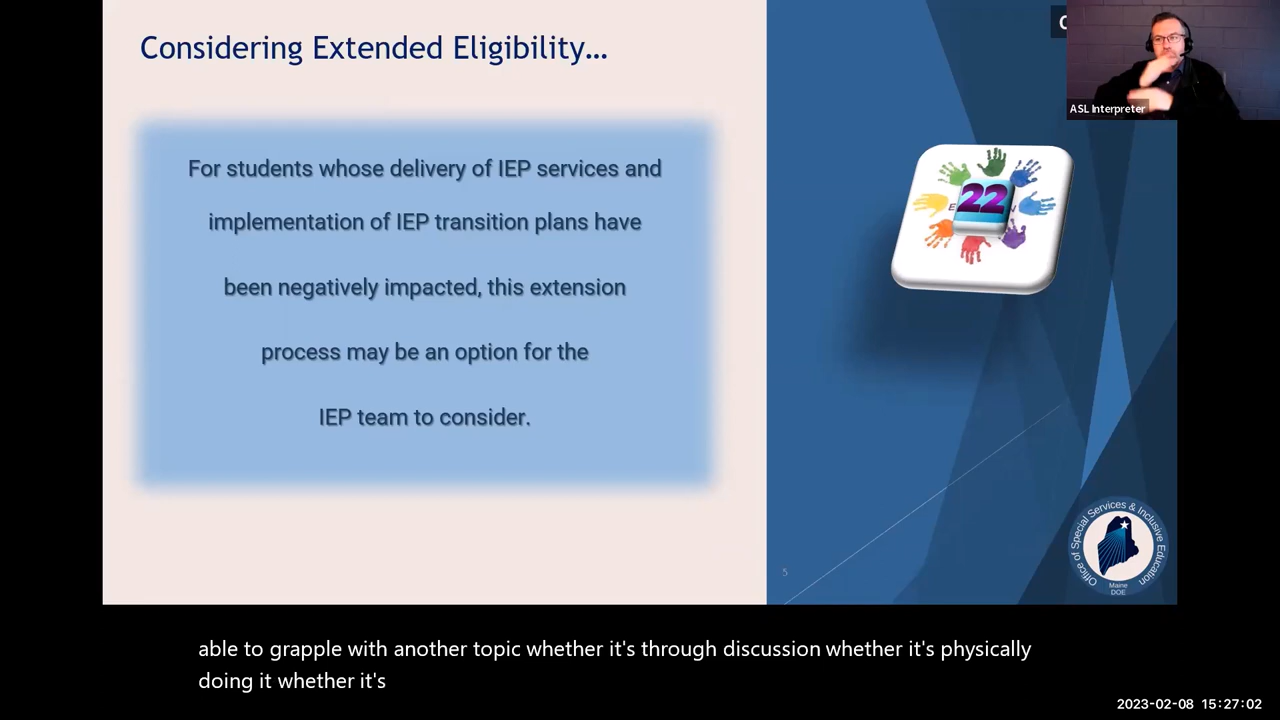 Considering Extended Eligibility...
For students whose delivery of IEP services and
implementation of IEP transition plans have
been negatively impacted, this extension
process may be an option for the
IEP team to consider.
22
ASL Interpreter
5
Office of Special Services & Inclusive Education
Maine
DOE
able to grapple with another topic whether it's through discussion whether it's physically
doing it whether it's
2023-02-08 15:27:02